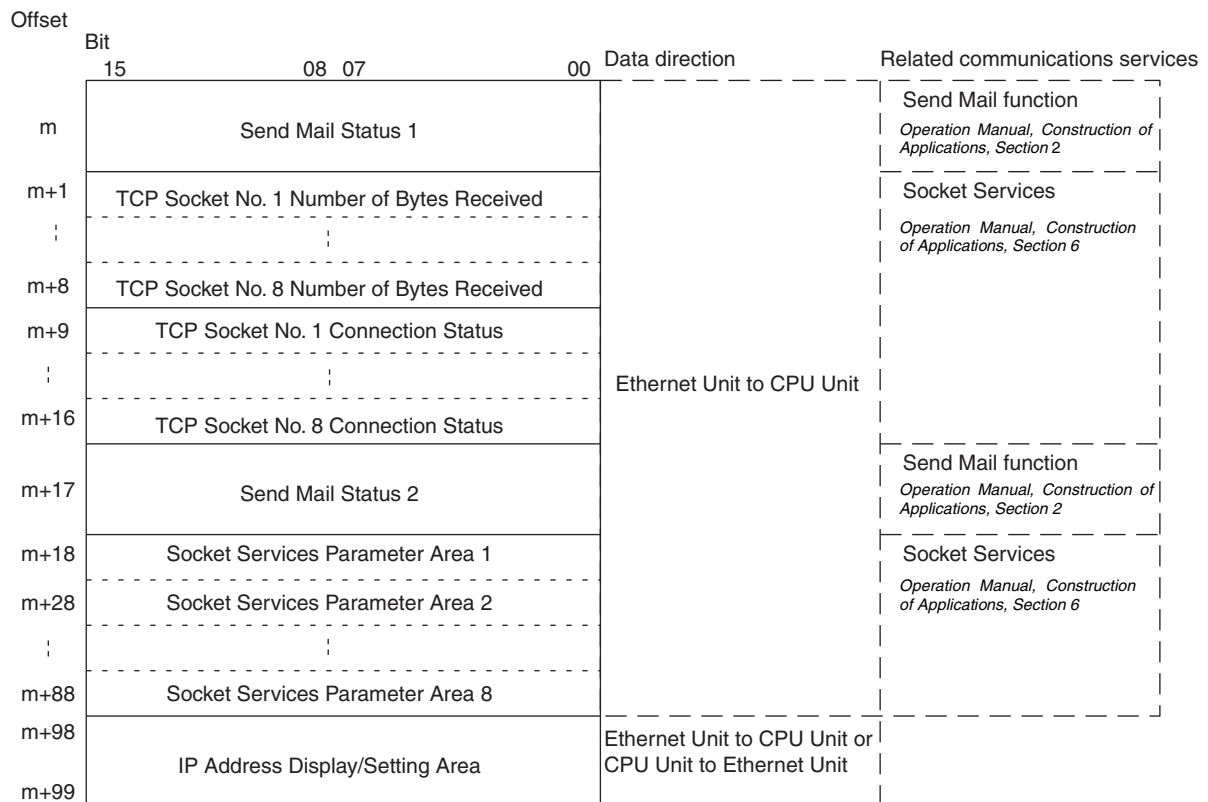 Offset
Bit
15 08 07 00 Data direction Related communications services
m Send Mail Status 1
Send Mail function
Operation Manual, Construction of
Applications, Section 2
m+1 TCP Socket No. 1 Number of Bytes Received
Socket Services
Operation Manual, Construction
of Applications, Section 6
m+8 TCP Socket No. 8 Number of Bytes Received
m+9 TCP Socket No. 1 Connection Status
Ethernet Unit to CPU Unit
m+16 TCP Socket No. 8 Connection Status
m+17 Send Mail Status 2
Send Mail function
Operation Manual, Construction of
Applications, Section 2
m+18 Socket Services Parameter Area 1
Socket Services
Operation Manual, Construction
of Applications, Section 6
m+28 Socket Services Parameter Area 2
m+88 Socket Services Parameter Area 8
m+98
IP Address Display/Setting Area
Ethernet Unit to CPU Unit or
CPU Unit to Ethernet Unit
m+99